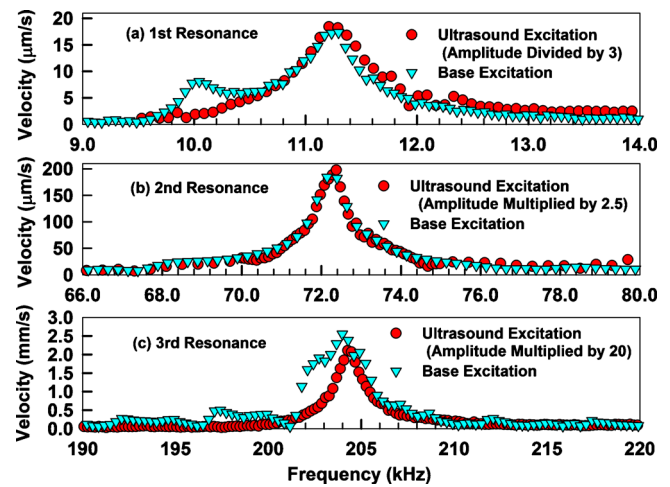 20
15
10
5
0
Velocity (μm/s)
(a) 1st Resonance
Ultrasound Excitation
(Amplitude Divided by 3)
Base Excitation
9.0 10.0 11.0 12.0 13.0 14.0
200
150
100
50
0
Velocity (μm/s)
(b) 2nd Resonance
Ultrasound Excitation
(Amplitude Multiplied by 2.5)
Base Excitation
66.0 68.0 70.0 72.0 74.0 76.0 78.0 80.0
3.0
2.5
2.0
1.5
1.0
0.5
0.0
Velocity (mm/s)
(c) 3rd Resonance
Ultrasound Excitation
(Amplitude Multiplied by 20)
Base Excitation
190 195 200 205 210 215 220
Frequency (kHz)